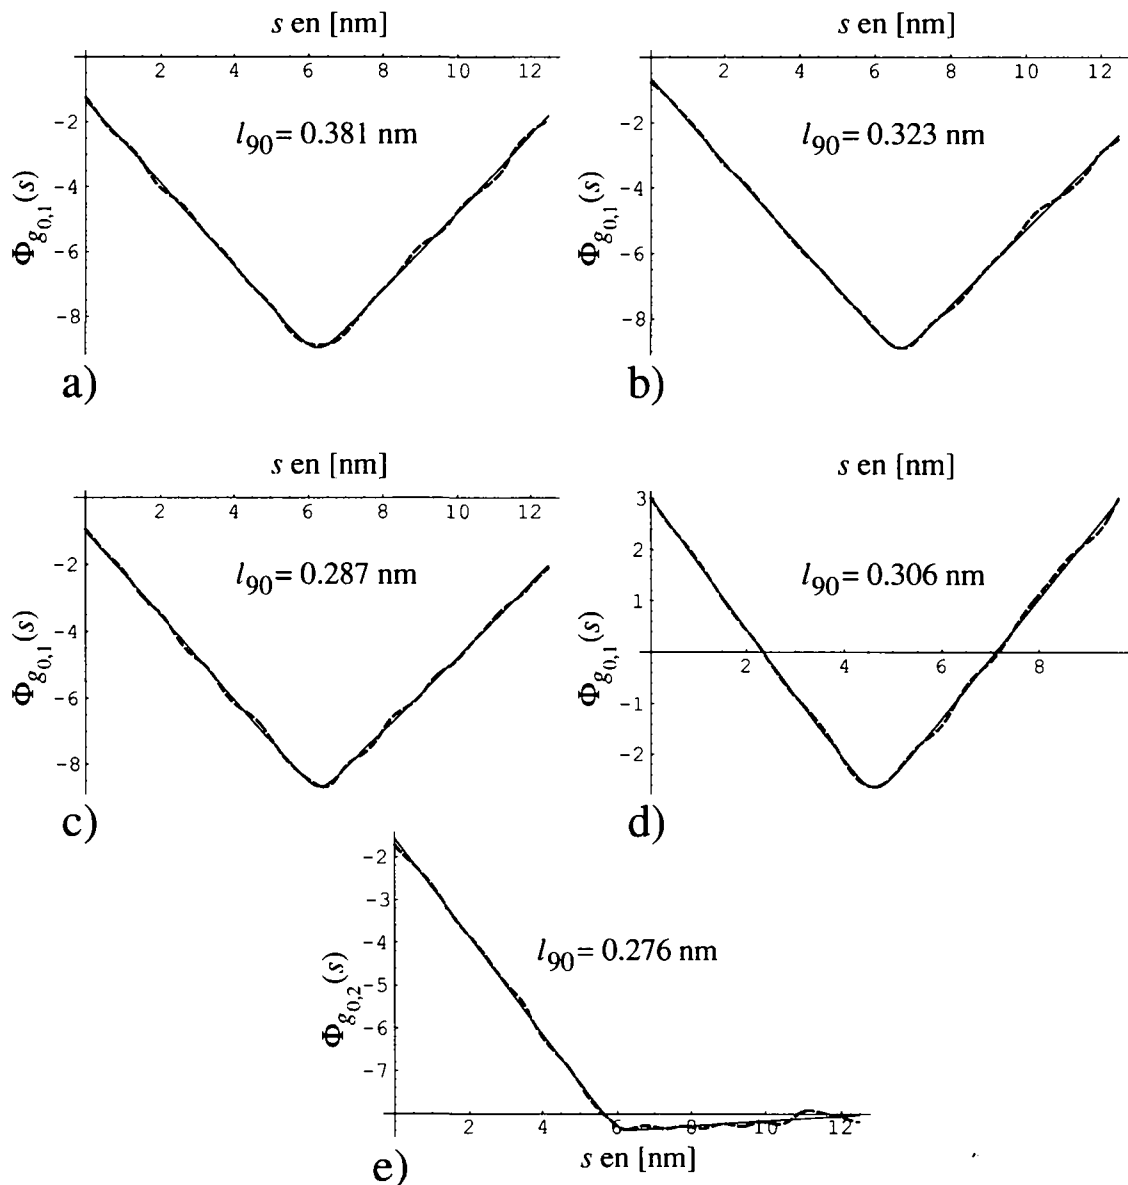 s en [nm]
2 4 6 8 10 12
-2
-4
-6
-8
Φg0,1(s)
l90= 0.381 nm
a)
s en [nm]
2 4 6 8 10 12
-2
-4
-6
-8
Φg0,1(s)
l90= 0.323 nm
b)
s en [nm]
2 4 6 8 10 12
-2
-4
-6
-8
Φg0,1(s)
l90= 0.287 nm
c)
s en [nm]
3
2
1
2 4 6 8
-1
-2
Φg0,1(s)
l90= 0.306 nm
d)
-2
-3
-4
-5
-6
-7
Φg0,2(s)
l90= 0.276 nm
2 4 6 8 10 12
s en [nm]
e)